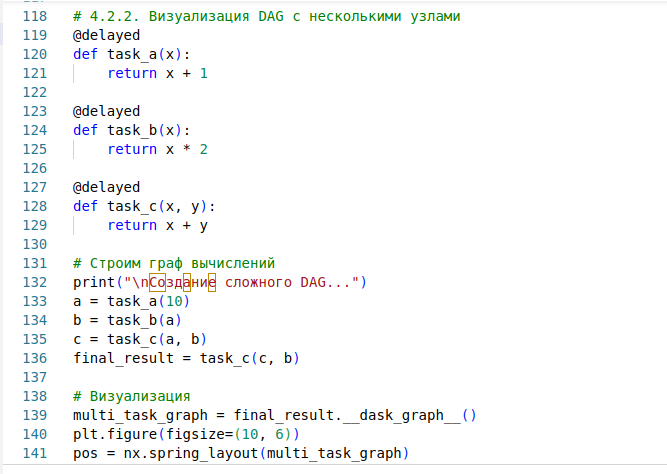 118 # 4.2.2. Визуализация DAG с несколькими узлами
119 @delayed
120 def task_a(x):
121     return x + 1
122
123 @delayed
124 def task_b(x):
125     return x * 2
126
127 @delayed
128 def task_c(x, y):
129     return x + y
130
131 # Строим граф вычислений
132 print("\nСоздание сложного DAG...")
133 a = task_a(10)
134 b = task_b(a)
135 c = task_c(a, b)
136 final_result = task_c(c, b)
137
138 # Визуализация
139 multi_task_graph = final_result.__dask_graph__()
140 plt.figure(figsize=(10, 6))
141 pos = nx.spring_layout(multi_task_graph)